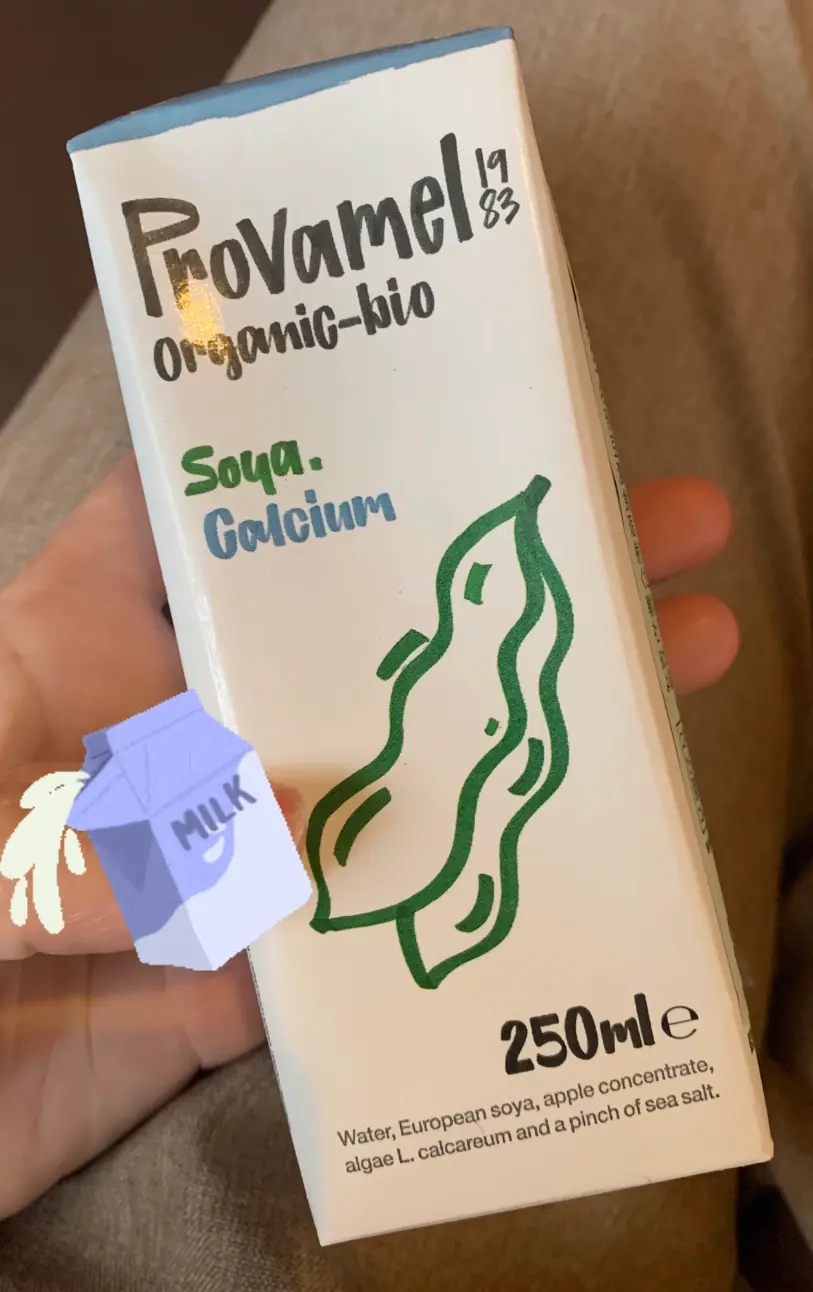 Provamel 19
83
organic-bio
Soya.
Calcium
MILK
250ml e
Water, European soya, apple concentrate,
algae L. calcareum and a pinch of sea salt.